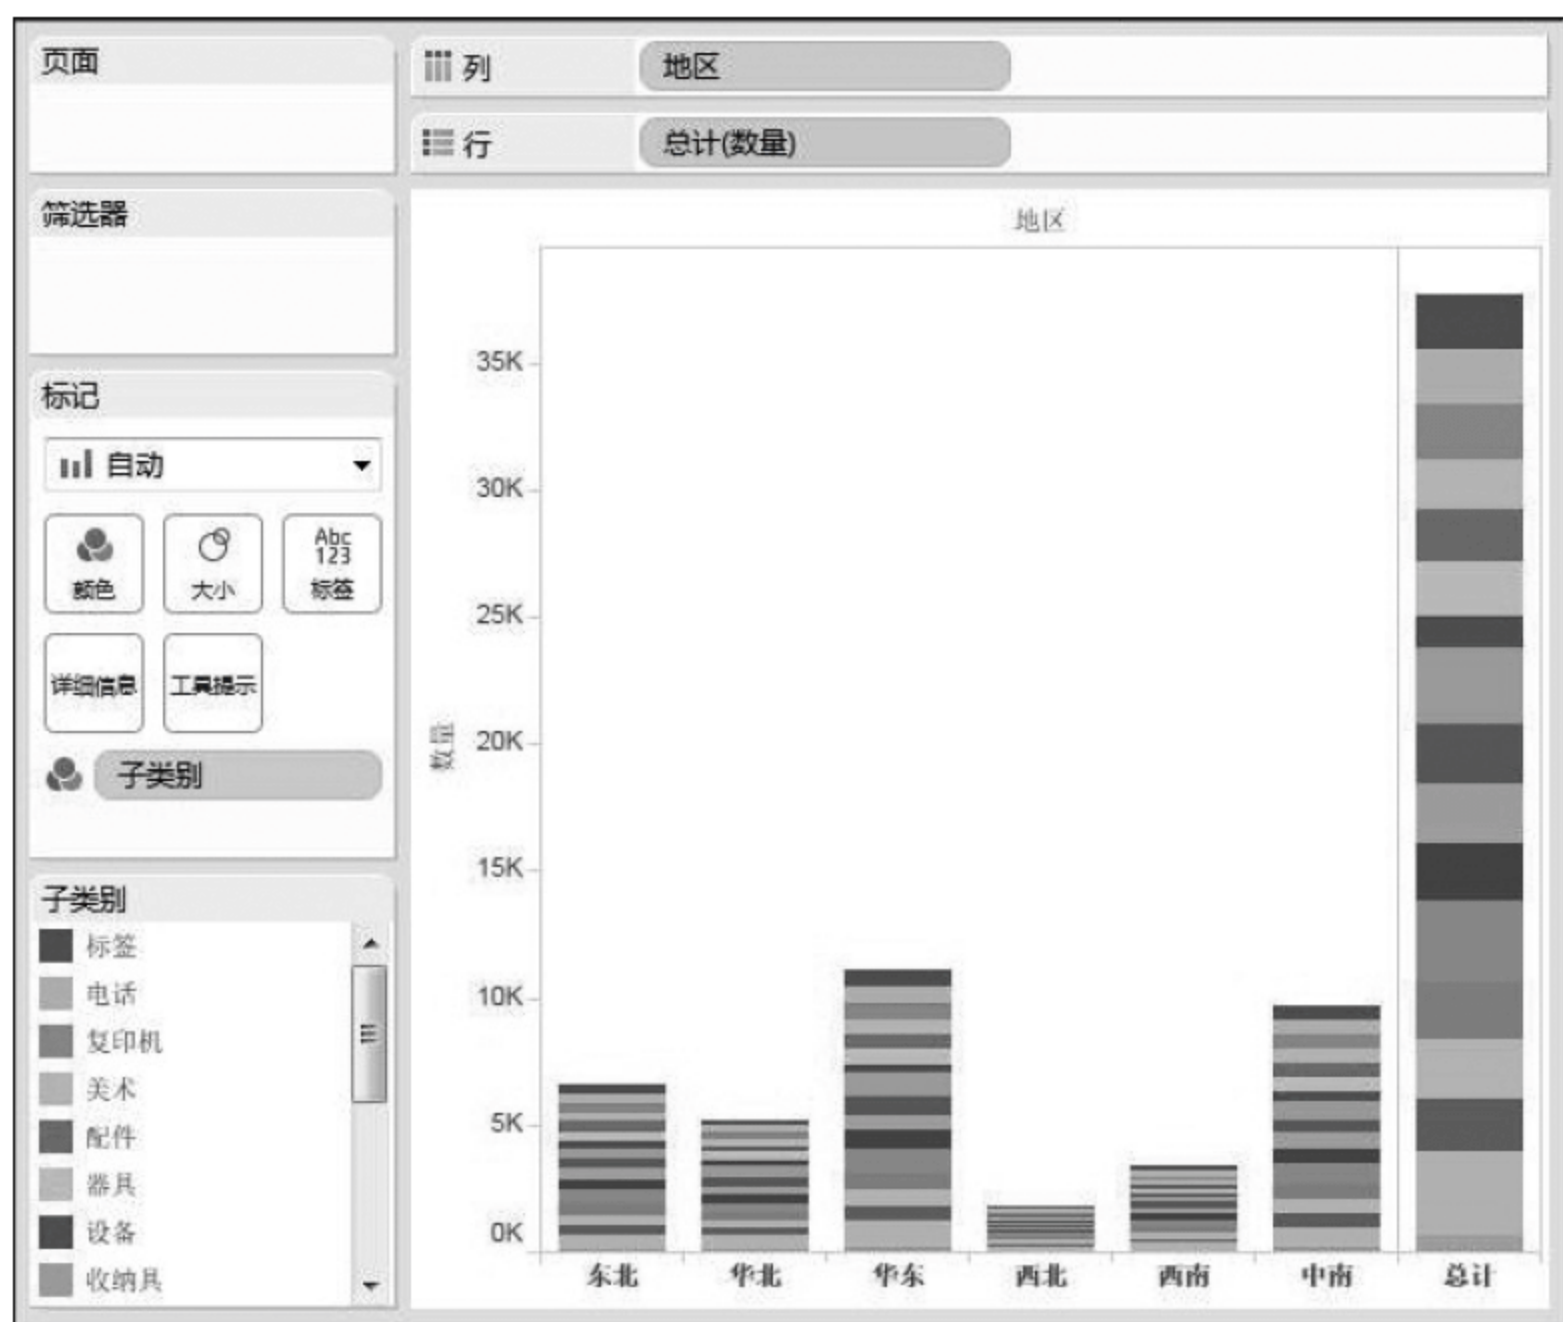 页面
列 地区
行 总计(数量)
筛选器
标记
自动
颜色
大小
Abc
123
标签
详细信息
工具提示
子类别
子类别
标签
电话
复印机
美术
配件
器具
设备
收纳具
地区
数量
35K
30K
25K
20K
15K
10K
5K
0K
东北 华北 华东 西北 西南 中南 总计